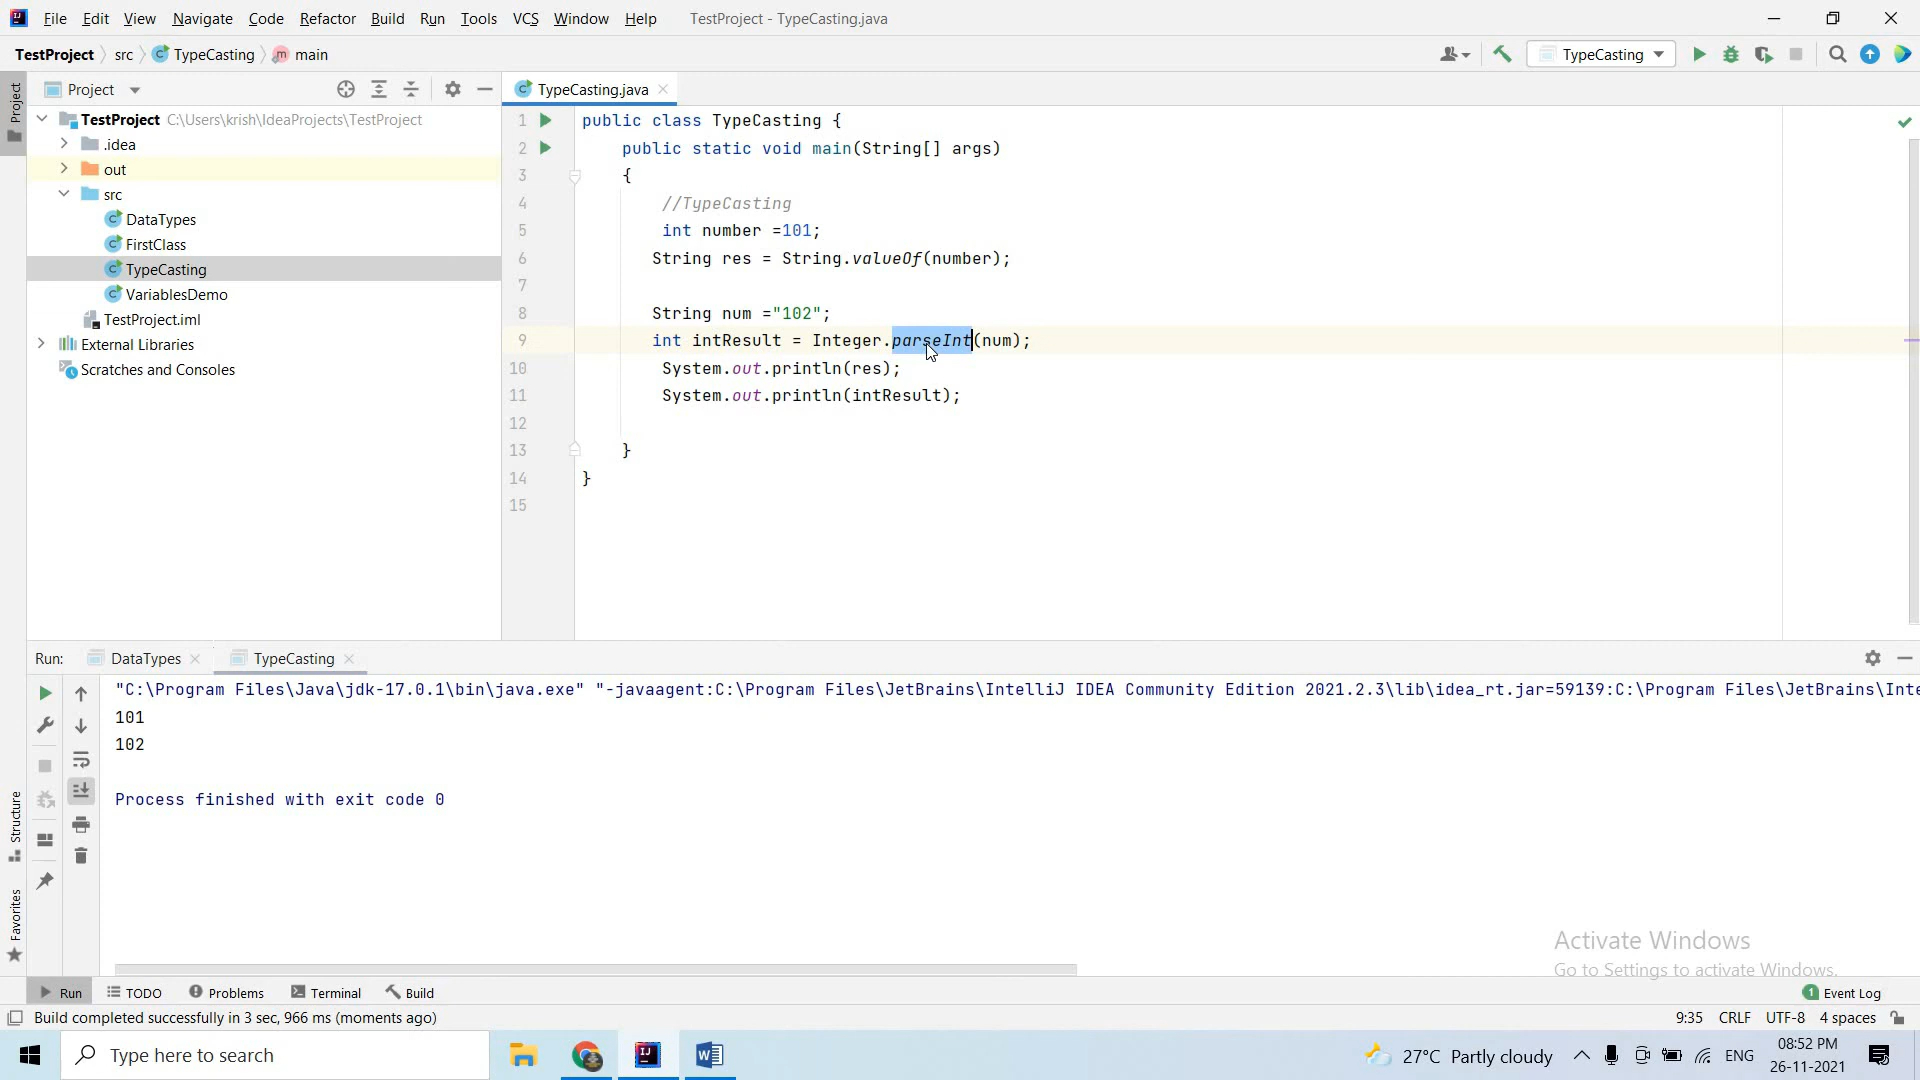 File Edit View Navigate Code Refactor Build Run Tools VCS Window Help TestProject - TypeCasting.java
TestProject src TypeCasting main TypeCasting
Project
Project
TypeCasting.java
TestProject C:\Users\krish\IdeaProjects\TestProject
.idea
out
src
DataTypes
FirstClass
TypeCasting
VariablesDemo
TestProject.iml
External Libraries
Scratches and Consoles
1 public class TypeCasting {
2 public static void main(String[] args)
3 {
4 //TypeCasting
5 int number =101;
6 String res = String.valueOf(number);
7
8 String num ="102";
9 int intResult = Integer.parseInt(num);
10 System.out.println(res);
11 System.out.println(intResult);
12
13 }
14 }
15
Run: DataTypes TypeCasting
"C:\Program Files\Java\jdk-17.0.1\bin\java.exe" "-javaagent:C:\Program Files\JetBrains\IntelliJ IDEA Community Edition 2021.2.3\lib\idea_rt.jar=59139:C:\Program Files\JetBrains\Inte
101
102
Process finished with exit code 0
Structure
Favorites
Activate Windows
Go to Settings to activate Windows.
Run TODO Problems Terminal Build 1 Event Log
Build completed successfully in 3 sec, 966 ms (moments ago) 9:35 CRLF UTF-8 4 spaces
Type here to search 27°C Partly cloudy ENG 08:52 PM
26-11-2021